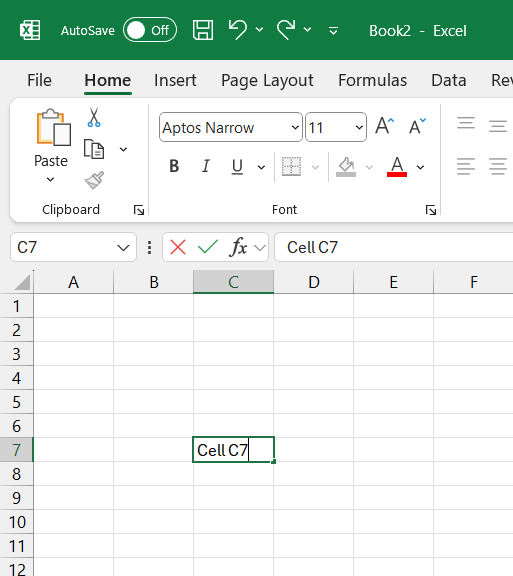 AutoSave Off Book2 - Excel
File Home Insert Page Layout Formulas Data Re
Paste Aptos Narrow 11 A A
B I U A
Clipboard Font
C7 fx Cell C7
A B C D E F
1
2
3
4
5
6
7 Cell C7
8
9
10
11
12